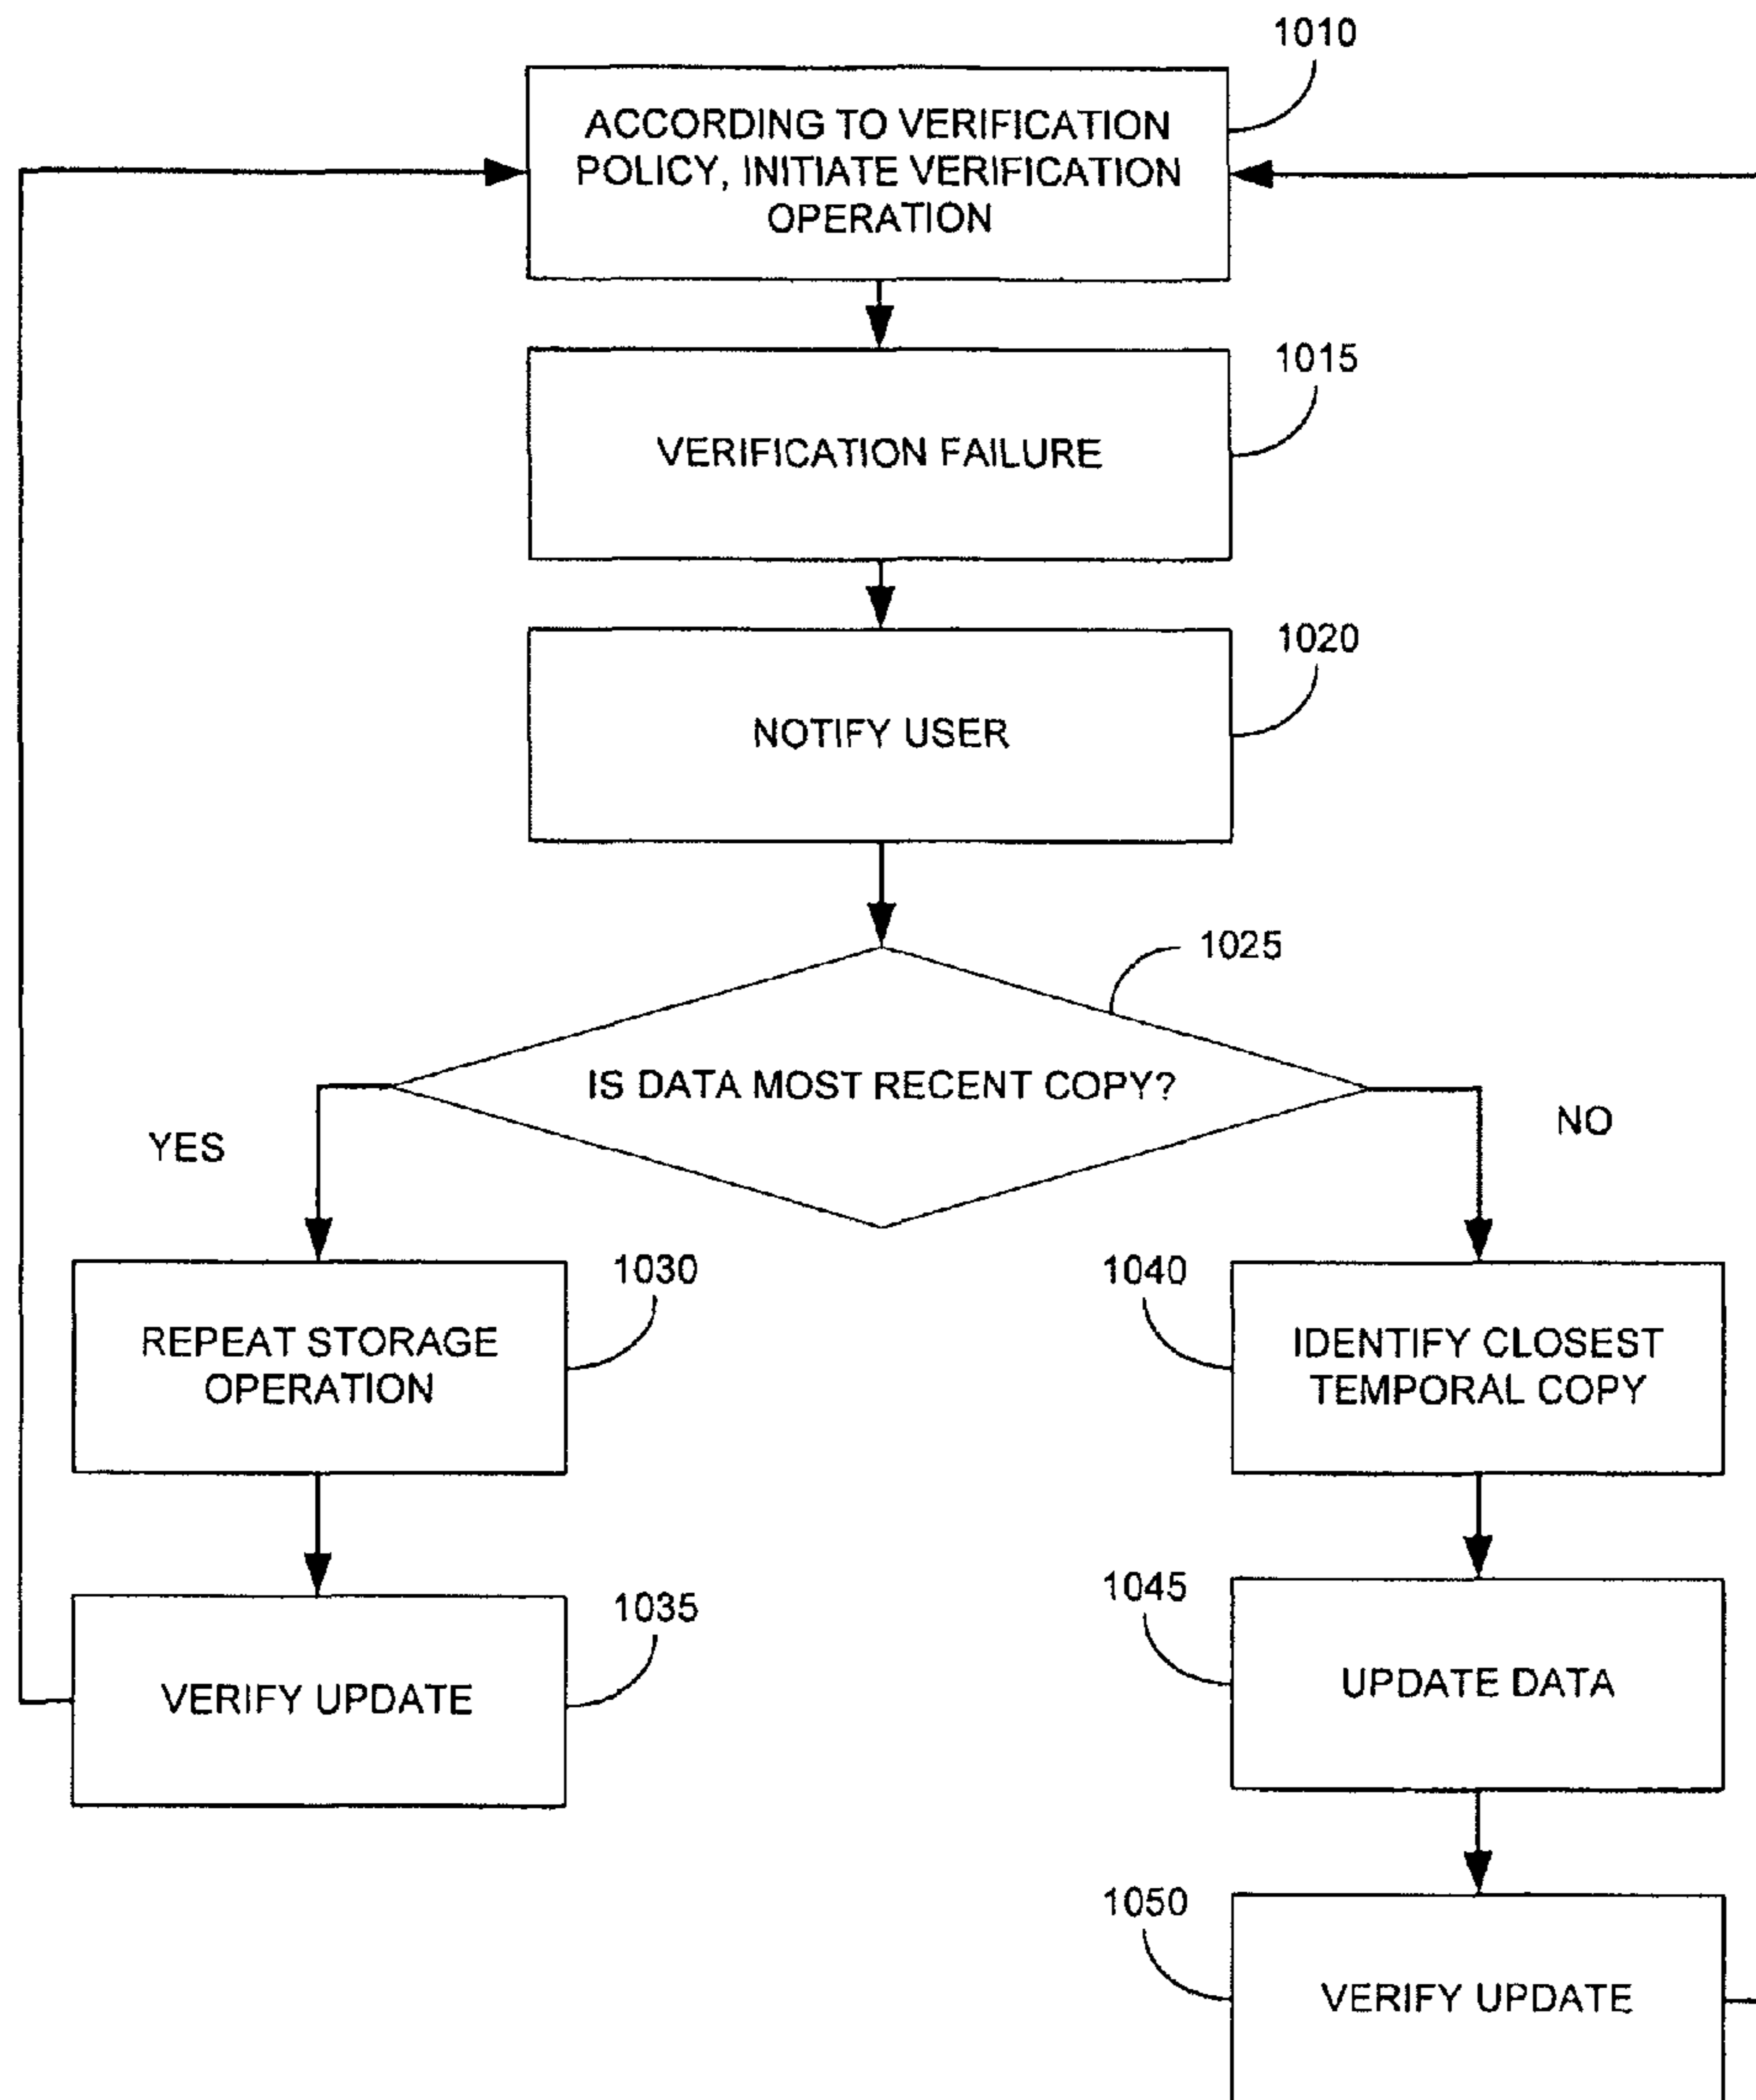 1010
ACCORDING TO VERIFICATION
POLICY, INITIATE VERIFICATION
OPERATION
1015
VERIFICATION FAILURE
1020
NOTIFY USER
1025
IS DATA MOST RECENT COPY?
YES
NO
1030
REPEAT STORAGE
OPERATION
1040
IDENTIFY CLOSEST
TEMPORAL COPY
1035
VERIFY UPDATE
1045
UPDATE DATA
1050
VERIFY UPDATE